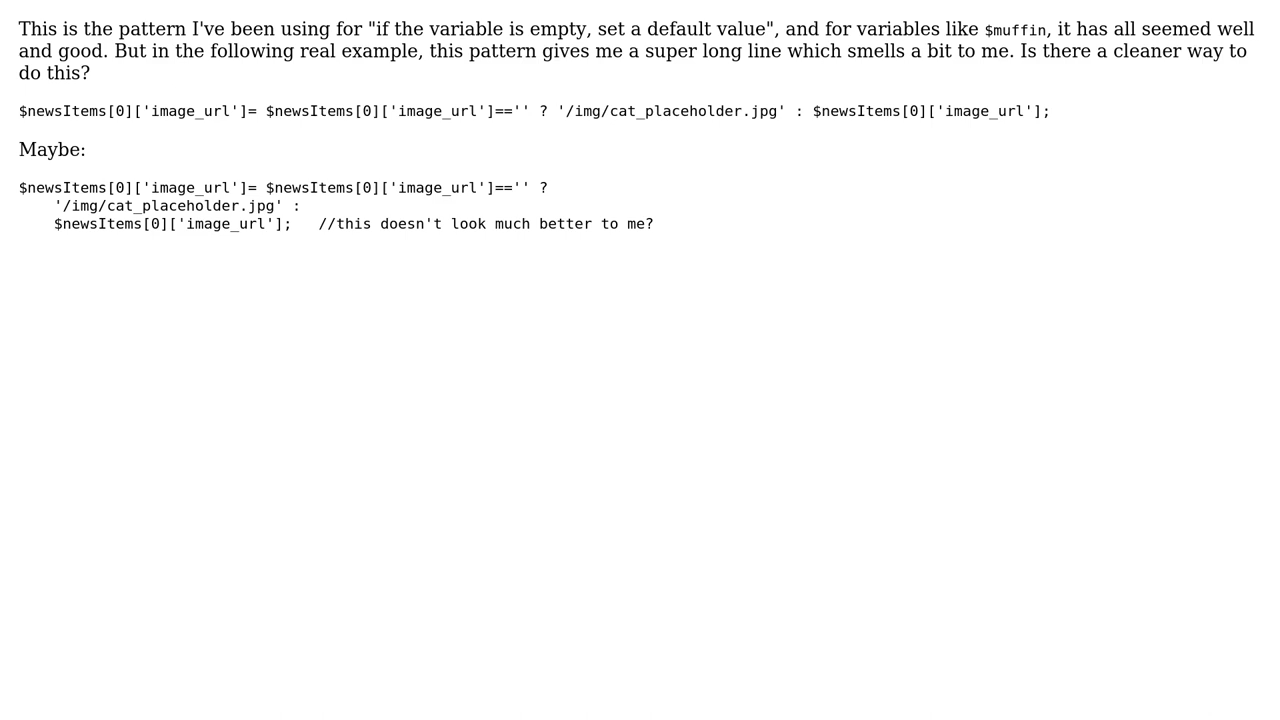 This is the pattern I've been using for "if the variable is empty, set a default value", and for variables like $muffin, it has all seemed well
and good. But in the following real example, this pattern gives me a super long line which smells a bit to me. Is there a cleaner way to
do this?
$newsItems[0]['image_url']= $newsItems[0]['image_url']=='' ? '/img/cat_placeholder.jpg' : $newsItems[0]['image_url'];
Maybe:
$newsItems[0]['image_url']= $newsItems[0]['image_url']=='' ?
    '/img/cat_placeholder.jpg' :
    $newsItems[0]['image_url'];   //this doesn't look much better to me?